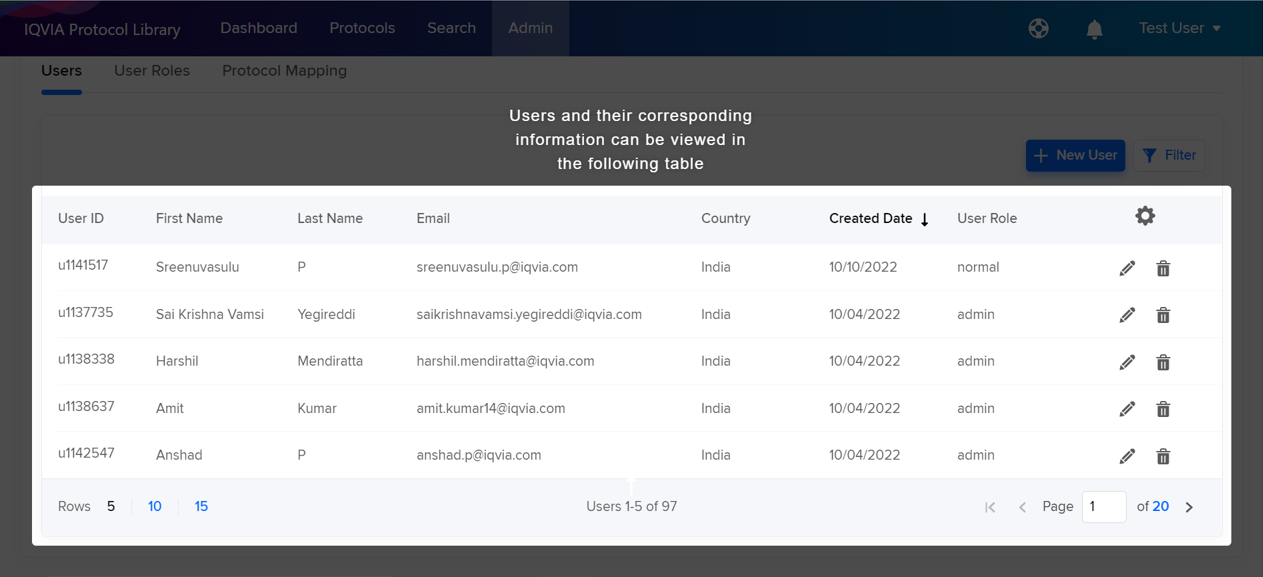 IQVIA Protocol Library Dashboard Protocols Search Admin Test User
Users User Roles Protocol Mapping
Users and their corresponding
information can be viewed in
the following table
New User Filter
User ID First Name Last Name Email Country Created Date User Role
u1141517 Sreenuvasulu P sreenuvasulu.p@iqvia.com India 10/10/2022 normal
u1137735 Sai Krishna Vamsi Yegireddi saikrishnavamsi.yegireddi@iqvia.com India 10/04/2022 admin
u1138338 Harshil Mendiratta harshil.mendiratta@iqvia.com India 10/04/2022 admin
u1138637 Amit Kumar amit.kumar14@iqvia.com India 10/04/2022 admin
u1142547 Anshad P anshad.p@iqvia.com India 10/04/2022 admin
Rows 5 10 15 Users 1-5 of 97 Page 1 of 20